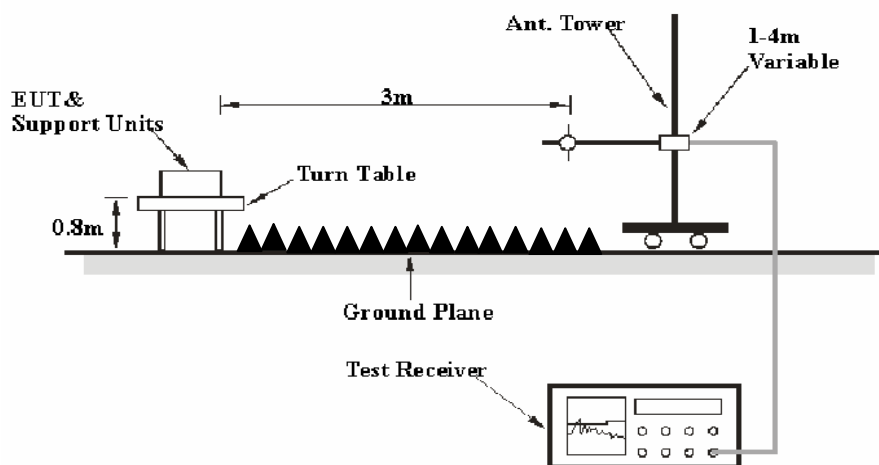 Ant. Tower
1-4m
Variable
3m
EUT &
Support Units
Turn Table
0.8m
Ground Plane
Test Receiver